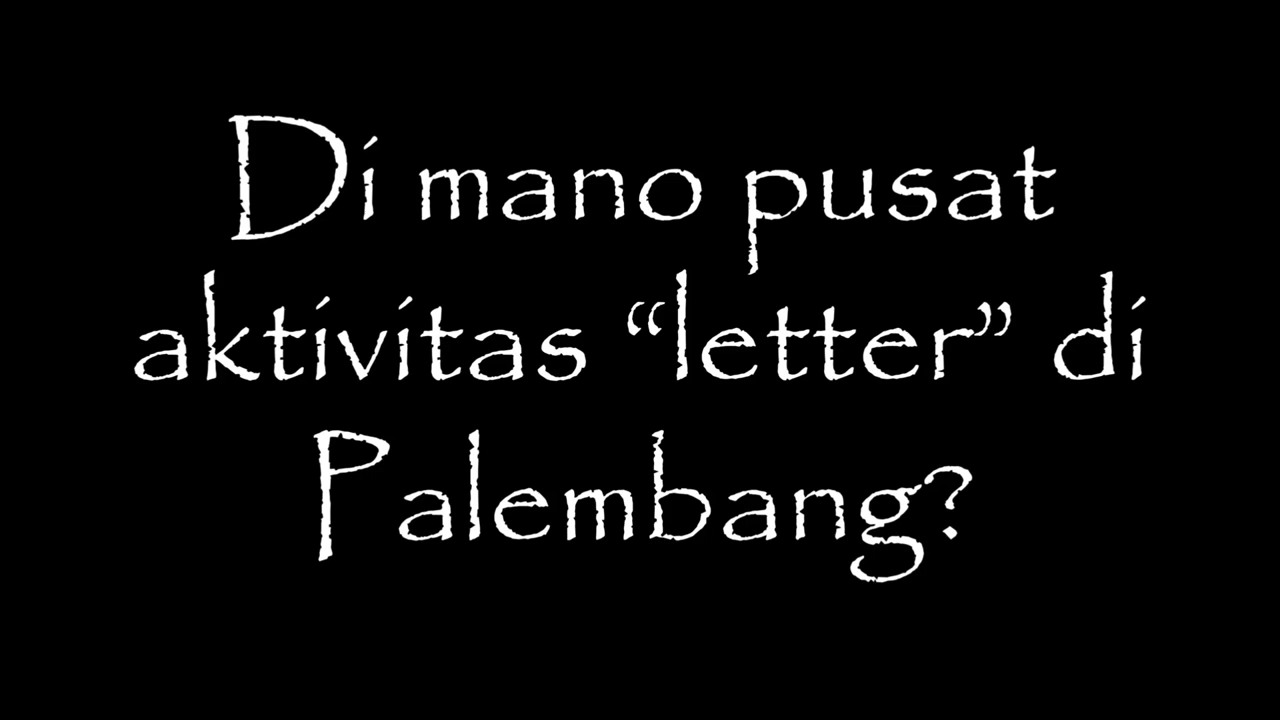 Di mano pusat
aktivitas “letter” di
Palembang?